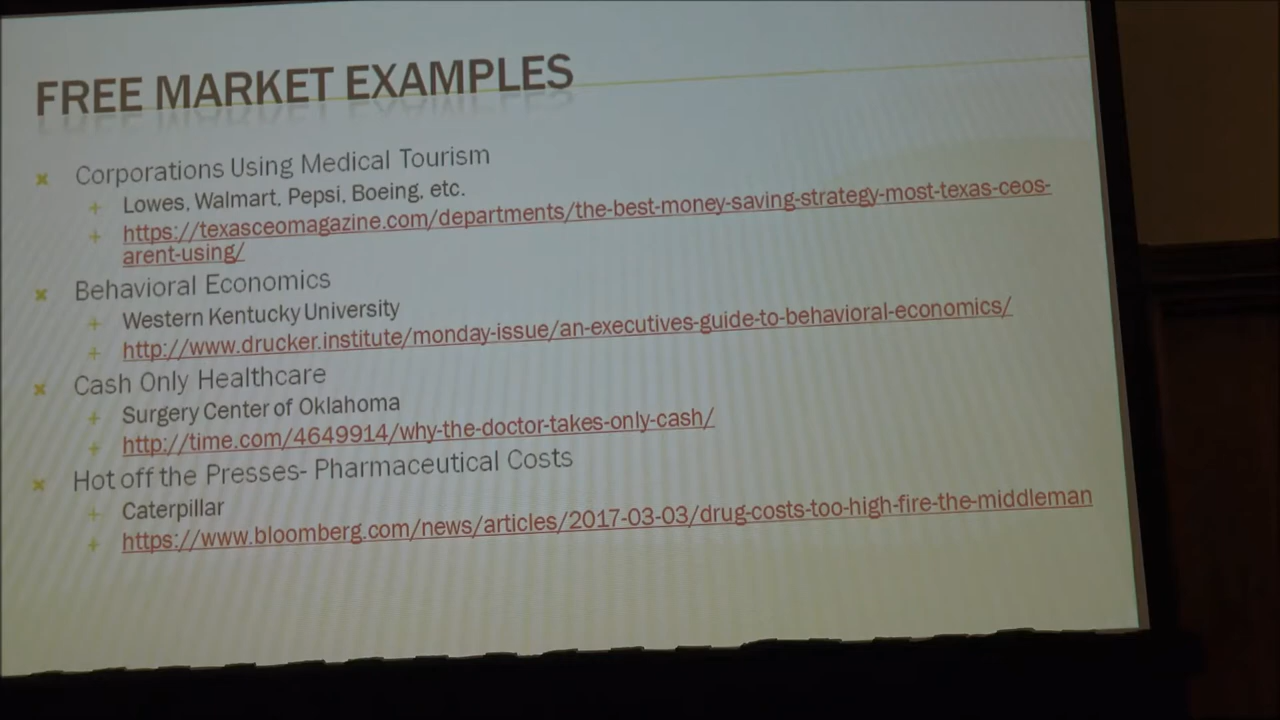 FREE MARKET EXAMPLES
Corporations Using Medical Tourism
Lowes, Walmart, Pepsi, Boeing, etc.
https://texasceomagazine.com/departments/the-best-money-saving-strategy-most-texas-ceos-
arent-using/
Behavioral Economics
Western Kentucky University
http://www.drucker.institute/monday-issue/an-executives-guide-to-behavioral-economics/
Cash Only Healthcare
Surgery Center of Oklahoma
http://time.com/4649914/why-the-doctor-takes-only-cash/
Hot off the Presses- Pharmaceutical Costs
Caterpillar
https://www.bloomberg.com/news/articles/2017-03-03/drug-costs-too-high-fire-the-middleman